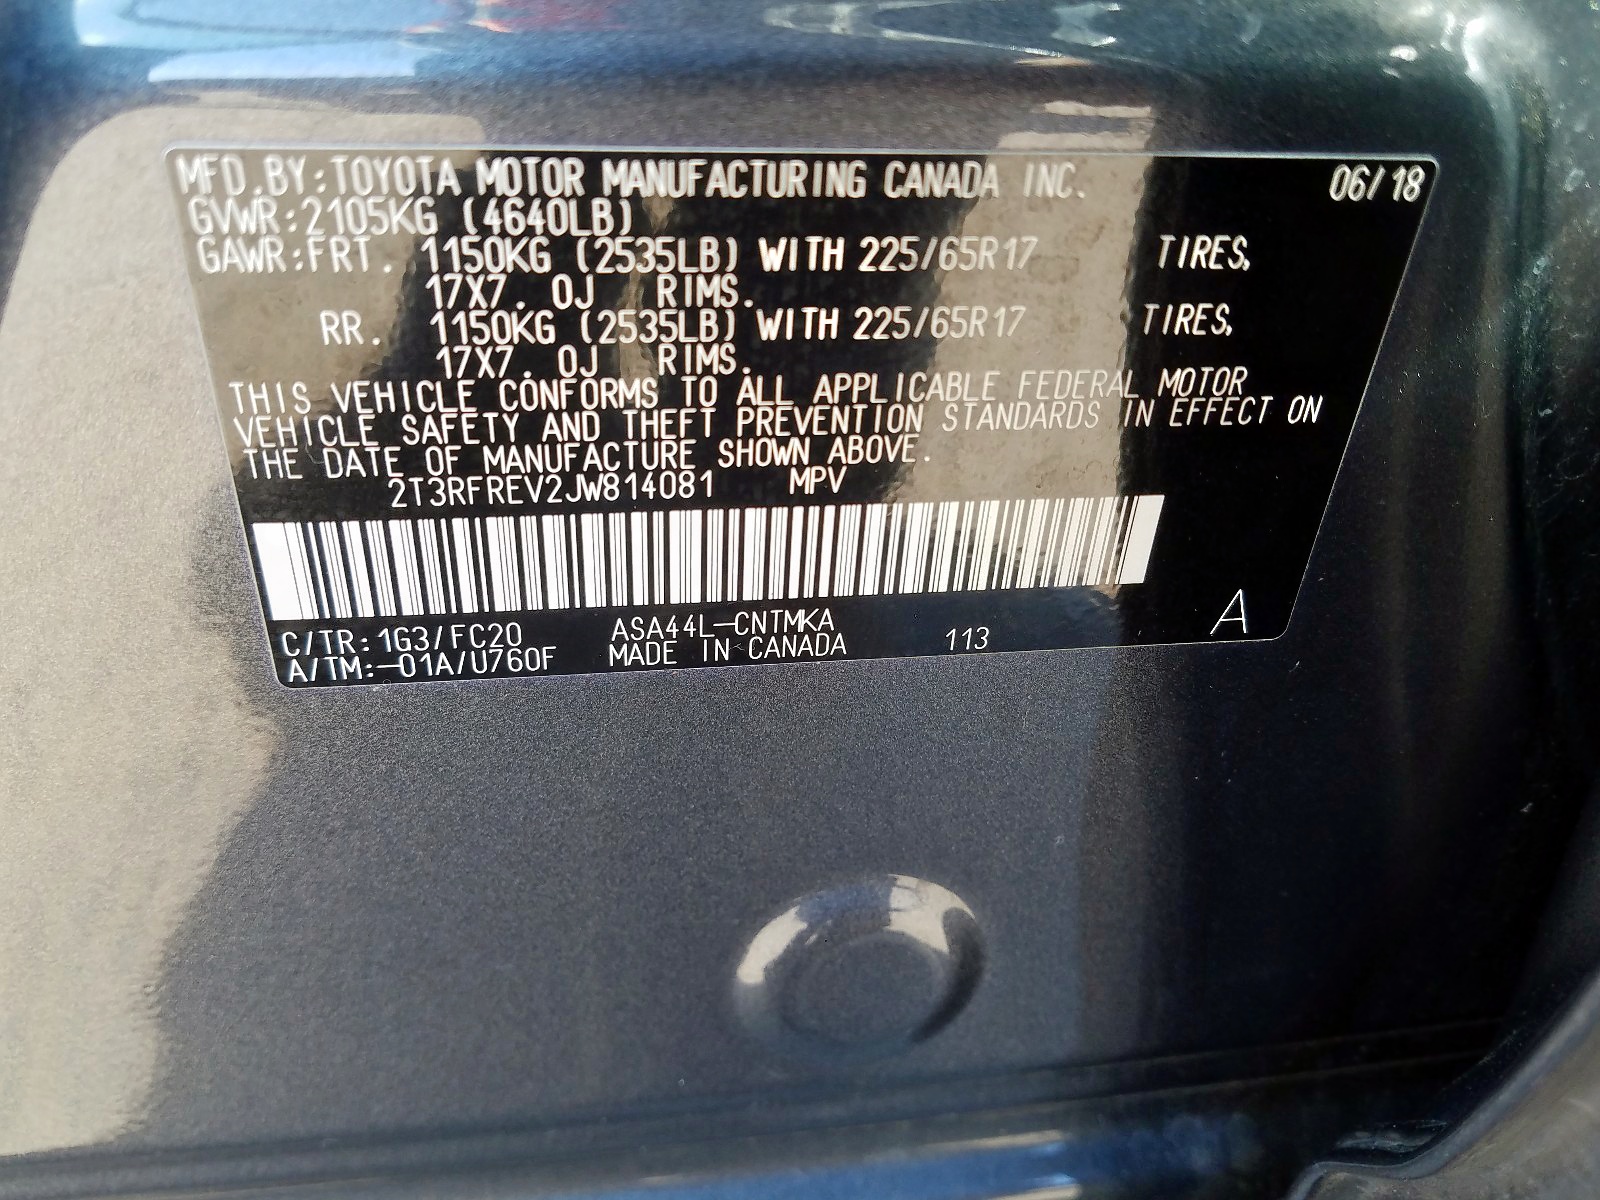 MFD.BY:TOYOTA MOTOR MANUFACTURING CANADA INC. 06/18
GVWR:2105KG (4640LB)
GAWR:FRT. 1150KG (2535LB) WITH 225/65R17 TIRES,
17X7. 0J RIMS.
RR. 1150KG (2535LB) WITH 225/65R17 TIRES,
17X7. 0J RIMS.
THIS VEHICLE CONFORMS TO ALL APPLICABLE FEDERAL MOTOR
VEHICLE SAFETY AND THEFT PREVENTION STANDARDS IN EFFECT ON
THE DATE OF MANUFACTURE SHOWN ABOVE.
2T3RFREV2JW814081 MPV
C/TR:1G3/FC20 ASA44L-CNTMKA 113 A
A/TM:-01A/U760F MADE IN CANADA